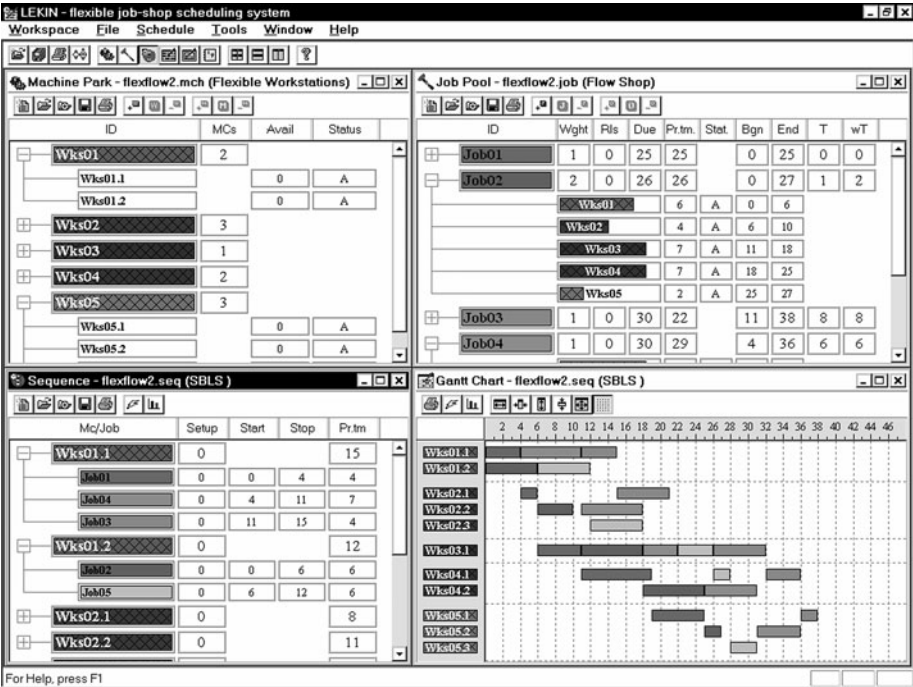 LEKIN - flexible job-shop scheduling system
Workspace File Schedule Tools Window Help
Machine Park - flexflow2.mch (Flexible Workstations)
ID MCs Avail Status
Wks01 2
Wks01.1 0 A
Wks01.2 0 A
Wks02 3
Wks03 1
Wks04 2
Wks05 3
Wks05.1 0 A
Wks05.2 0 A
Job Pool - flexflow2.job (Flow Shop)
ID Wght Rls Due Pr.tm. Stat. Bgn End T wT
Job01 1 0 25 25 0 25 0 0
Job02 2 0 26 26 0 27 1 2
Wks01 6 A 0 6
Wks02 4 A 6 10
Wks03 7 A 11 18
Wks04 7 A 18 25
Wks05 2 A 25 27
Job03 1 0 30 22 11 38 8 8
Job04 1 0 30 29 4 36 6 6
Sequence - flexflow2.seq (SBLS )
Mc/Job Setup Start Stop Pr.tm
Wks01.1 0 15
Job01 0 0 4 4
Job04 0 4 11 7
Job03 0 11 15 4
Wks01.2 0 12
Job02 0 0 6 6
Job05 0 6 12 6
Wks02.1 0 8
Wks02.2 0 11
Gantt Chart - flexflow2.seq (SBLS )
2 4 6 8 10 12 14 16 18 20 22 24 26 28 30 32 34 36 38 40 42 44 46
Wks01.1
Wks01.2
Wks02.1
Wks02.2
Wks02.3
Wks03.1
Wks04.1
Wks04.2
Wks05.1
Wks05.2
Wks05.3
For Help, press F1